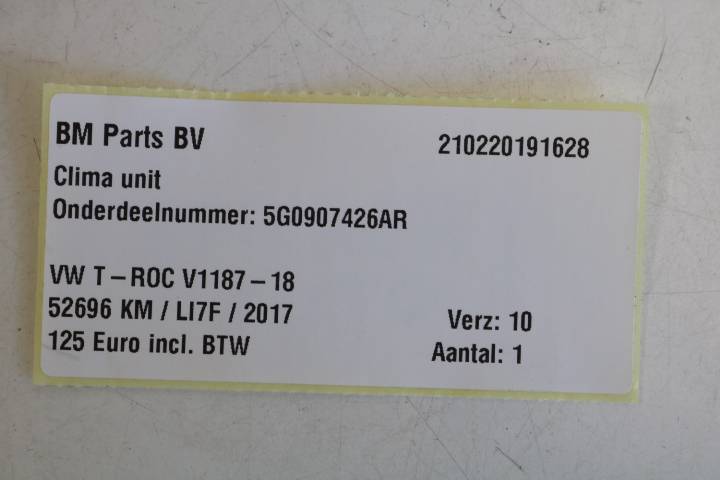 BM Parts BV 210220191628
Clima unit
Onderdeelnummer: 5G0907426AR
VW T-ROC V1187-18
52696 KM / LI7F / 2017 Verz: 10
125 Euro incl. BTW Aantal: 1